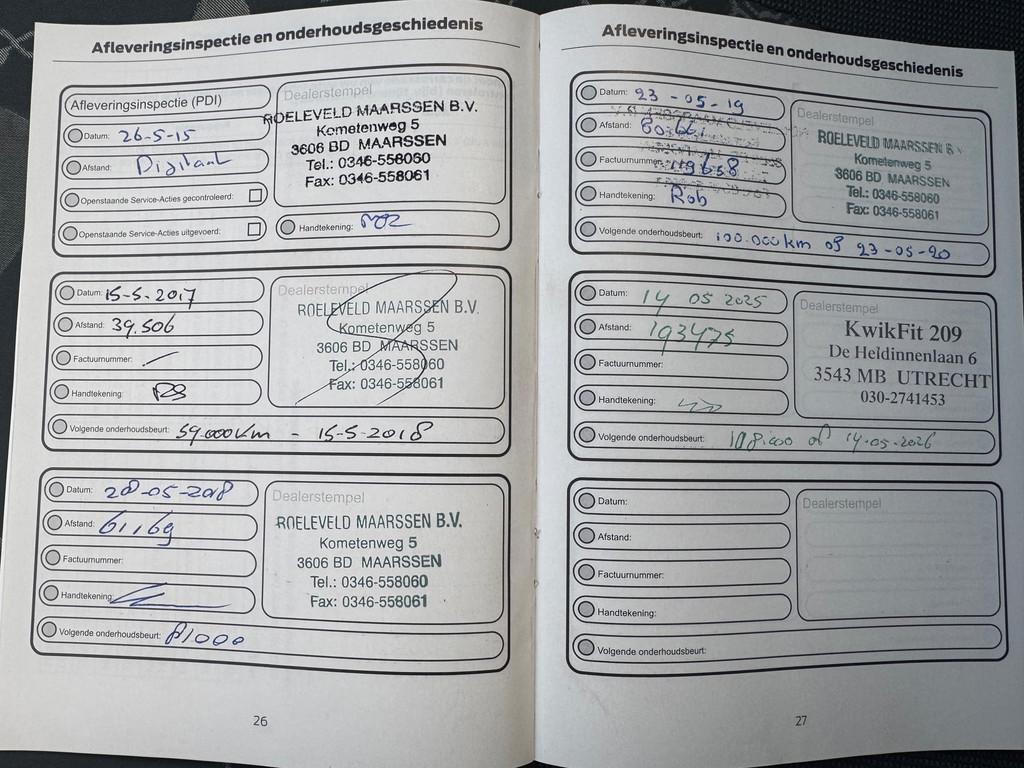 Afleveringsinspectie en onderhoudsgeschiedenis
Afleveringsinspectie (PDI)
Datum: 26-5-15
Afstand: Digitaal
Openstaande Service-Acties gecontroleerd:
Openstaande Service-Acties uitgevoerd:
Dealerstempel
ROELEVELD MAARSSEN B.V.
Kometenweg 5
3606 BD MAARSSEN
Tel.: 0346-558060
Fax: 0346-558061
Handtekening:
Datum: 15-5-2017
Afstand: 39.506
Factuurnummer:
Handtekening:
Volgende onderhoudsbeurt: 59.000km - 15-5-2018
Dealerstempel
ROELEVELD MAARSSEN B.V.
Kometenweg 5
3606 BD MAARSSEN
Tel.: 0346-558060
Fax: 0346-558061
Datum: 28-05-2018
Afstand: 61169
Factuurnummer:
Handtekening:
Volgende onderhoudsbeurt: 81000
Dealerstempel
ROELEVELD MAARSSEN B.V.
Kometenweg 5
3606 BD MAARSSEN
Tel.: 0346-558060
Fax: 0346-558061
26
Afleveringsinspectie en onderhoudsgeschiedenis
Datum: 23-05-19
Afstand:
Factuurnummer: 119658
Handtekening: Rob
Volgende onderhoudsbeurt: 100.000km of 23-05-20
Dealerstempel
ROELEVELD MAARSSEN B.V.
Kometenweg 5
3606 BD MAARSSEN
Tel.: 0346-558060
Fax: 0346-558061
Datum: 14 05 2025
Afstand: 193475
Factuurnummer:
Handtekening:
Volgende onderhoudsbeurt: of 14-05-2026
Dealerstempel
KwikFit 209
De Heldinnenlaan 6
3543 MB UTRECHT
030-2741453
Datum:
Afstand:
Factuurnummer:
Handtekening:
Volgende onderhoudsbeurt:
Dealerstempel
27